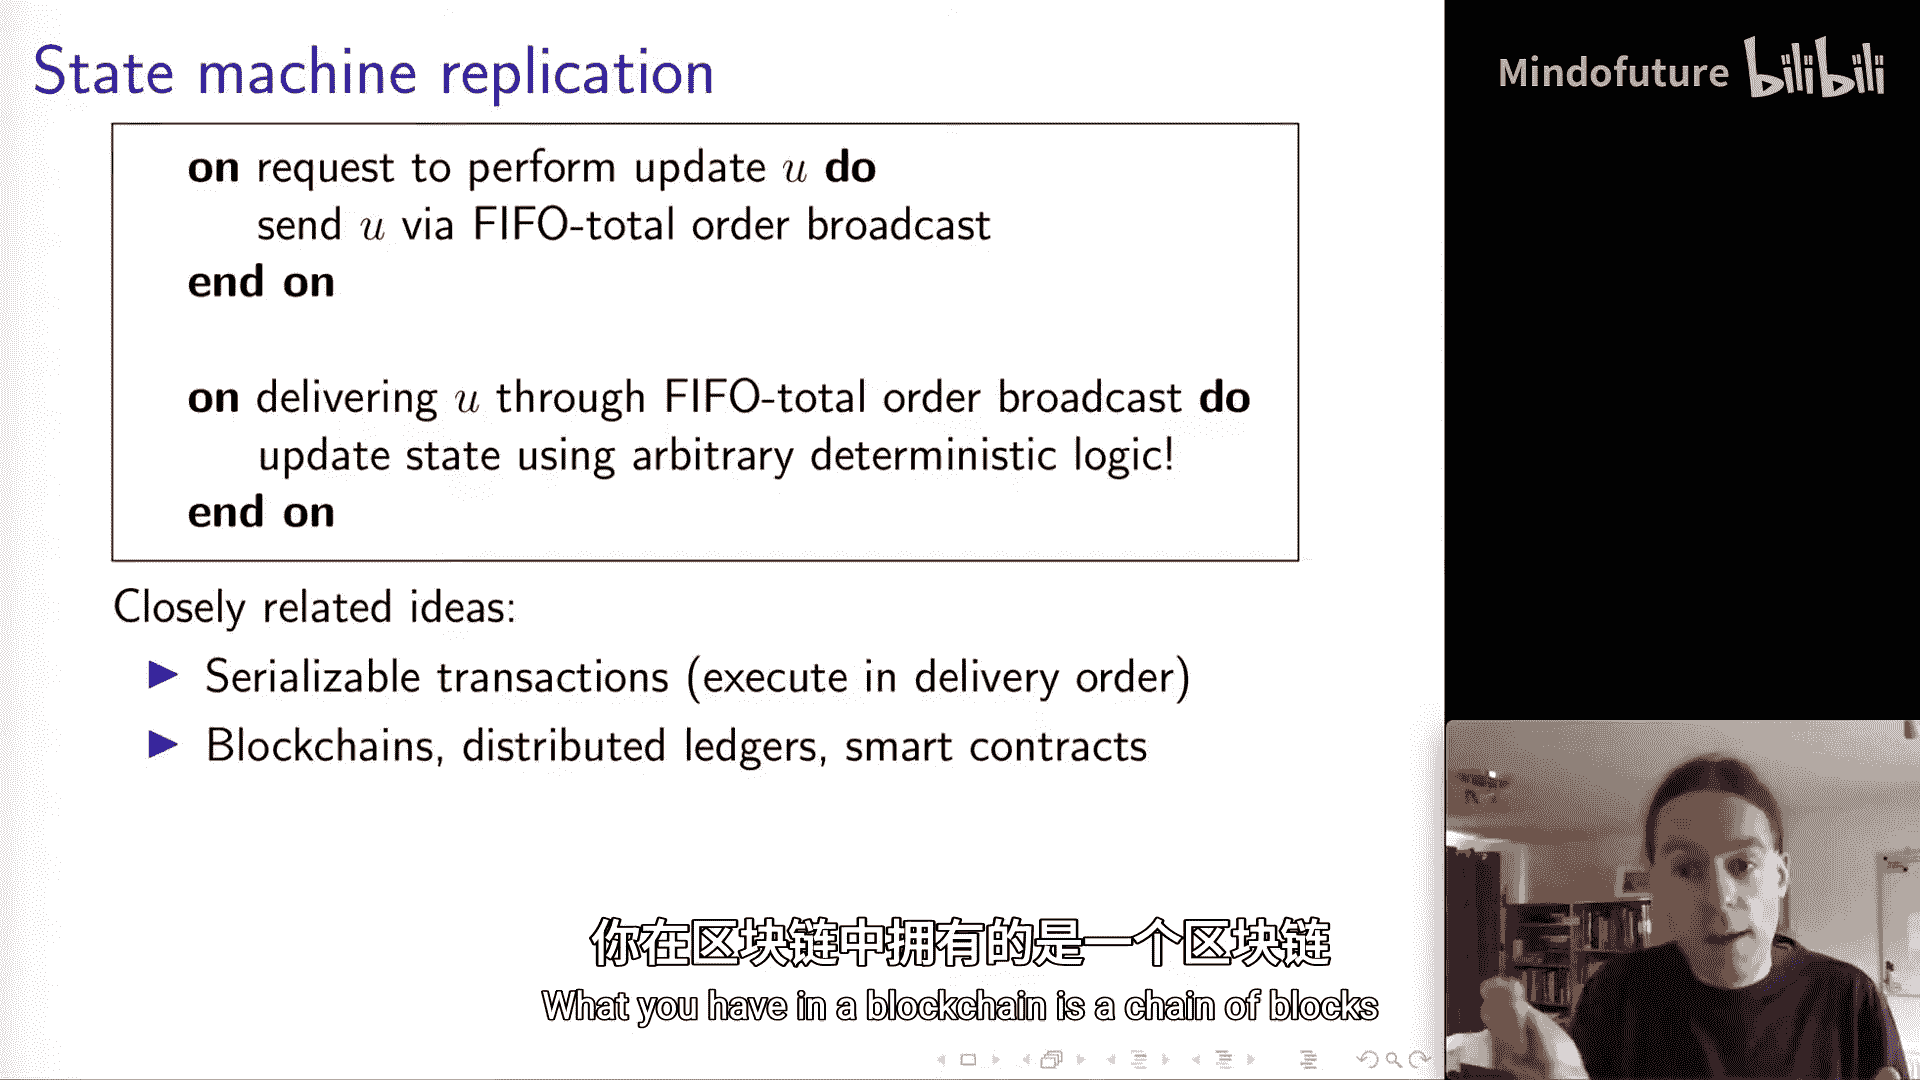 State machine replication
Mindofuture bilibili
on request to perform update u do
send u via FIFO-total order broadcast
end on
on delivering u through FIFO-total order broadcast do
update state using arbitrary deterministic logic!
end on
Closely related ideas:
Serializable transactions (execute in delivery order)
Blockchains, distributed ledgers, smart contracts
你在区块链中拥有的是一个区块链
What you have in a blockchain is a chain of blocks